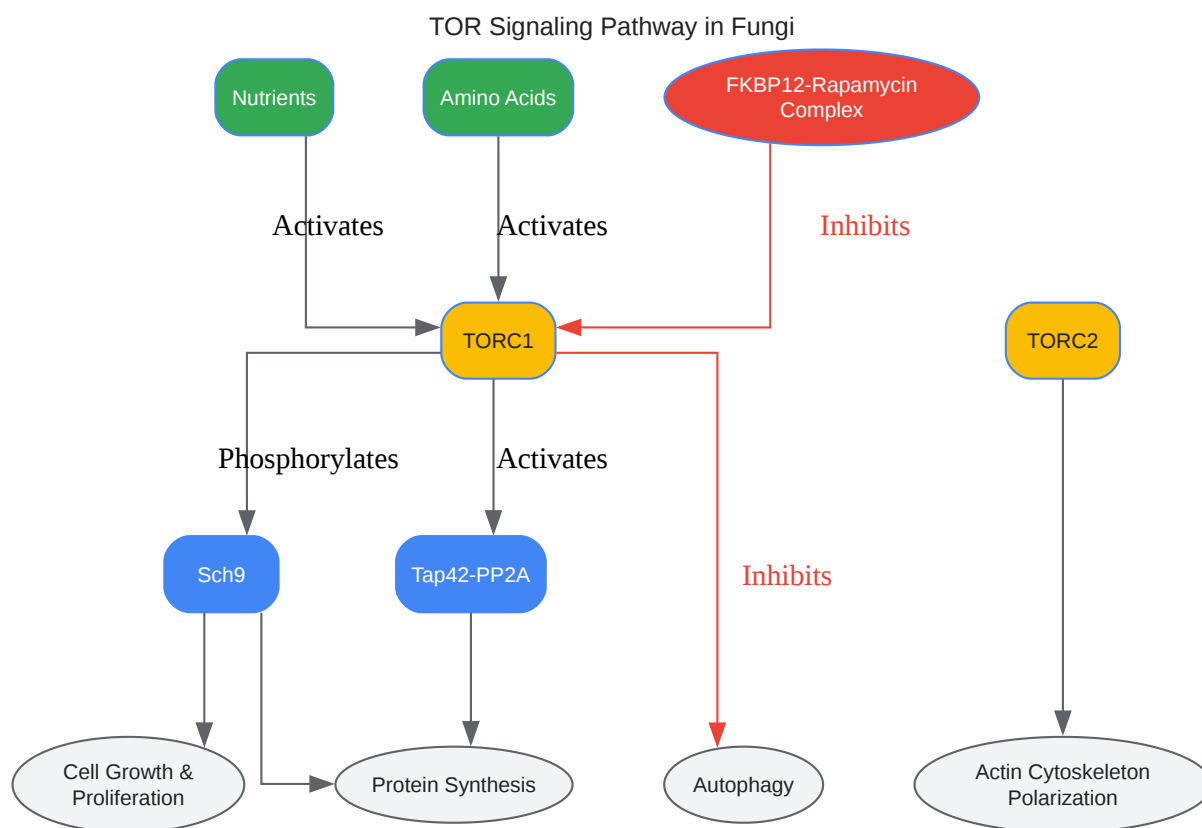 TOR Signaling Pathway in Fungi
Nutrients
Amino Acids
FKBP12-Rapamycin
Complex
Activates
Activates
Inhibits
TORC1
TORC2
Phosphorylates
Activates
Sch9
Tap42-PP2A
Inhibits
Cell Growth &
Proliferation
Protein Synthesis
Autophagy
Actin Cytoskeleton
Polarization